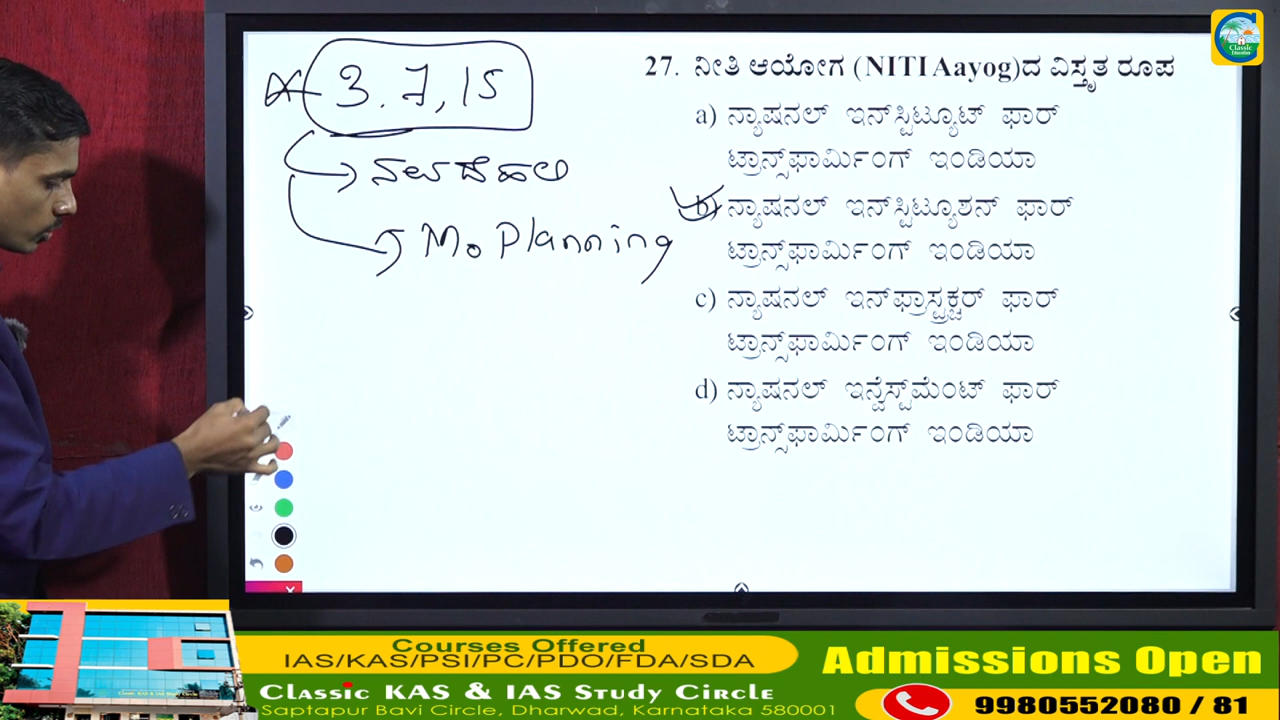 3.7,15
ನವದೆಹಲಿ
Mo Planning
27. ನೀತಿ ಆಯೋಗ (NITI Aayog)ದ ವಿಸ್ತೃತ ರೂಪ
a) ನ್ಯಾಷನಲ್ ಇನ್‌ಸ್ಟಿಟ್ಯೂಟ್ ಫಾರ್
ಟ್ರಾನ್ಸ್‌ಫಾರ್ಮಿಂಗ್ ಇಂಡಿಯಾ
b) ನ್ಯಾಷನಲ್ ಇನ್‌ಸ್ಟಿಟ್ಯೂಶನ್ ಫಾರ್
ಟ್ರಾನ್ಸ್‌ಫಾರ್ಮಿಂಗ್ ಇಂಡಿಯಾ
c) ನ್ಯಾಷನಲ್ ಇನ್‌ಫ್ರಾಸ್ಟ್ರಕ್ಚರ್ ಫಾರ್
ಟ್ರಾನ್ಸ್‌ಫಾರ್ಮಿಂಗ್ ಇಂಡಿಯಾ
d) ನ್ಯಾಷನಲ್ ಇನ್ವೆಸ್ಟ್‌ಮೆಂಟ್ ಫಾರ್
ಟ್ರಾನ್ಸ್‌ಫಾರ್ಮಿಂಗ್ ಇಂಡಿಯಾ
Classic
Education
Courses Offered
IAS/KAS/PSI/PC/PDO/FDA/SDA
Classic KAS & IAS Study Circle
Saptapur Bavi Circle, Dharwad, Karnataka 580001
Admissions Open
9980552080 / 81